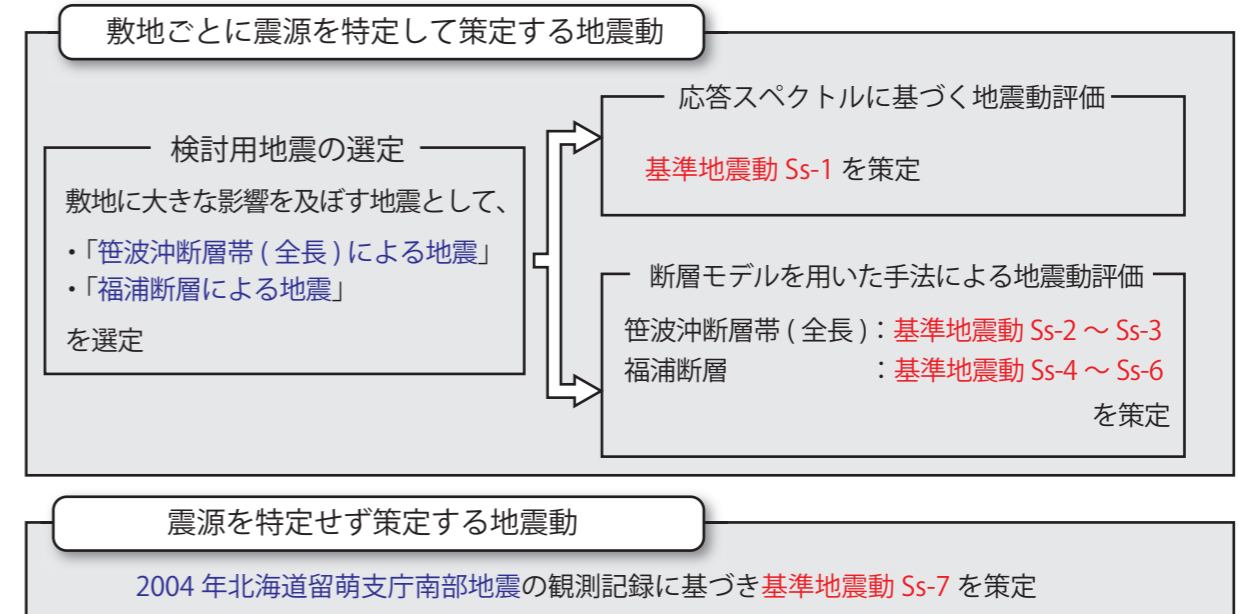 敷地ごとに震源を特定して策定する地震動
検討用地震の選定
敷地に大きな影響を及ぼす地震として、
・「笹波沖断層帯 ( 全長 ) による地震」
・「福浦断層による地震」
を選定
応答スペクトルに基づく地震動評価
基準地震動 Ss-1 を策定
断層モデルを用いた手法による地震動評価
笹波沖断層帯 ( 全長 )：基準地震動 Ss-2 ～ Ss-3
福浦断層　　　　　：基準地震動 Ss-4 ～ Ss-6
を策定
震源を特定せず策定する地震動
2004 年北海道留萌支庁南部地震の観測記録に基づき基準地震動 Ss-7 を策定